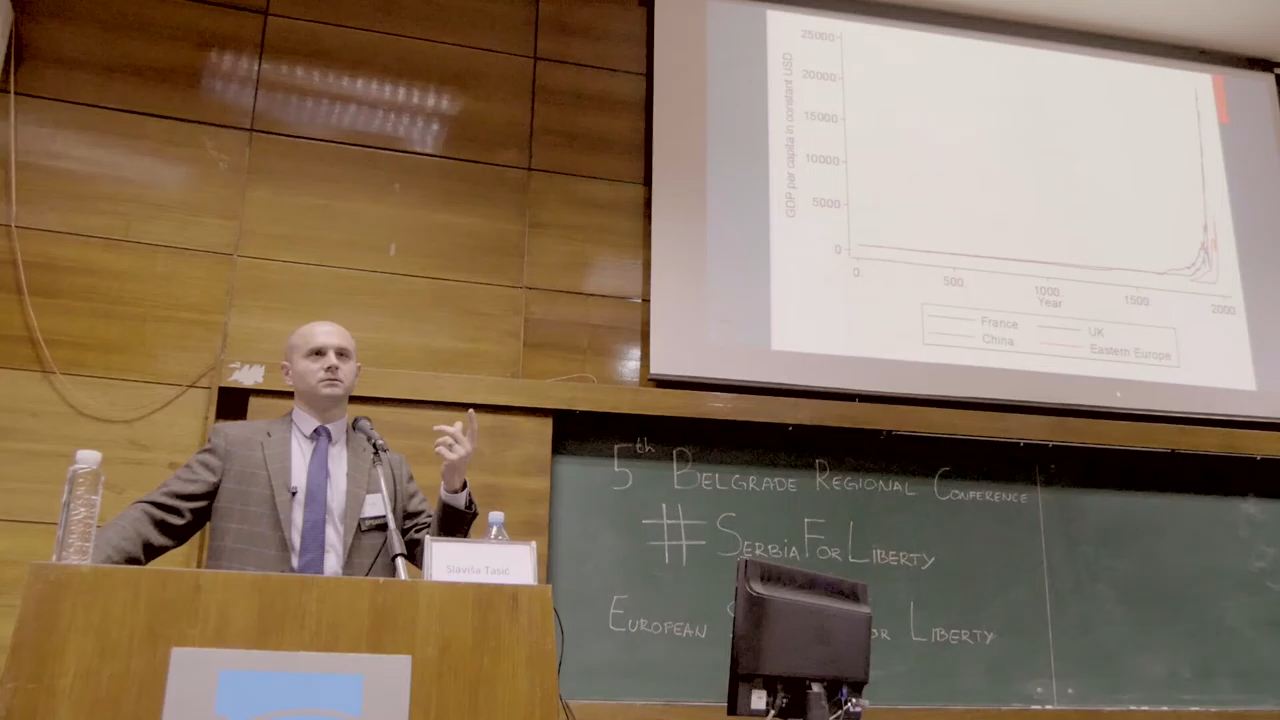 25000
20000
15000
10000
5000
0
GDP per capita in constant USD
0. 500. 1000. 1500. 2000
Year
France UK
China Eastern Europe
5th BELGRADE REGIONAL CONFERENCE
#SERBIAFORLIBERTY
EUROPEAN LIBERTY
SPEAKER
Slaviša Tasić